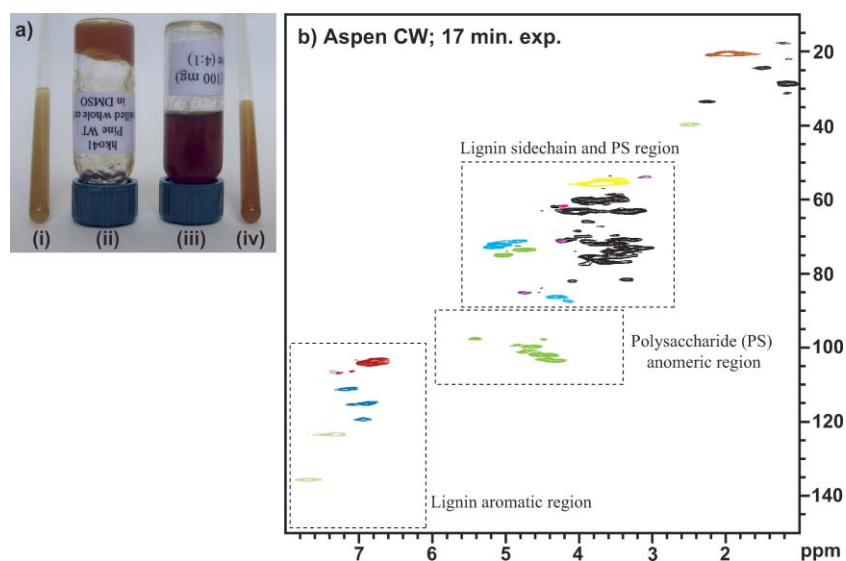 a)
hko41
Pine WT
illed whole ce
in DMSO
(100 mg)
e (4:1)
(i) (ii) (iii) (iv)
b) Aspen CW; 17 min. exp.
Lignin sidechain and PS region
Polysaccharide (PS)
anomeric region
Lignin aromatic region
20
40
60
80
100
120
140
7 6 5 4 3 2 ppm